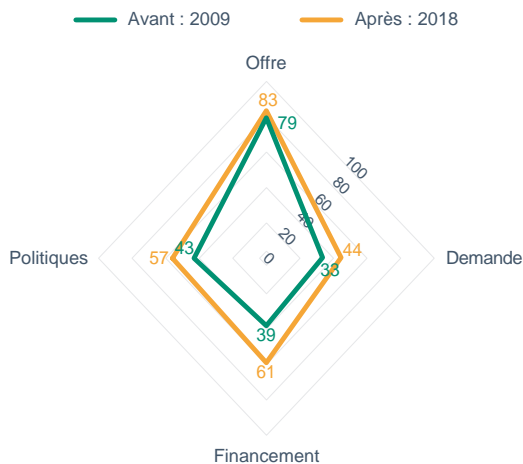 Avant : 2009
Après : 2018
Offre
83
79
100
80
60
40
20
0
Politiques
43
57
44
33
Demande
39
61
Financement